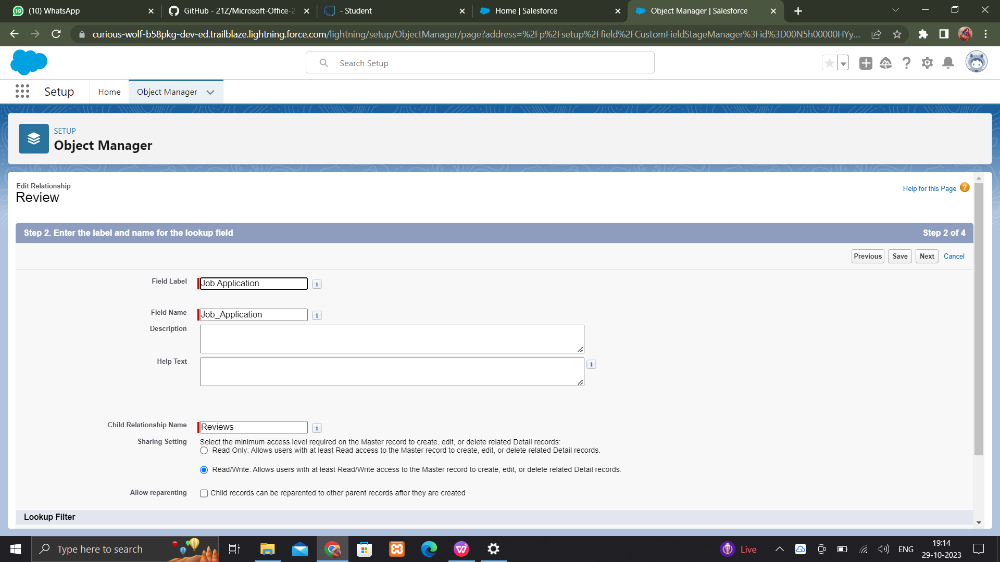 (10) WhatsApp
GitHub - 21Z/Microsoft-Office-2
- Student
Home | Salesforce
Object Manager | Salesforce
curious-wolf-b58pkg-dev-ed.trailblaze.lightning.force.com/lightning/setup/ObjectManager/page?address=%2Fp%2Fsetup%2Ffield%2FCustomFieldStageManager%3Fid%3D00N5h00000HYy...
Search Setup
Setup
Home
Object Manager
SETUP
Object Manager
Edit Relationship
Review
Help for this Page
Step 2. Enter the label and name for the lookup field
Step 2 of 4
Previous
Save
Next
Cancel
Field Label
Job Application
Field Name
Job_Application
Description
Help Text
Child Relationship Name
Reviews
Sharing Setting
Select the minimum access level required on the Master record to create, edit, or delete related Detail records:
Read Only: Allows users with at least Read access to the Master record to create, edit, or delete related Detail records.
Read/Write: Allows users with at least Read/Write access to the Master record to create, edit, or delete related Detail records.
Allow reparenting
Child records can be reparented to other parent records after they are created
Lookup Filter
Type here to search
Live
ENG
19:14
29-10-2023